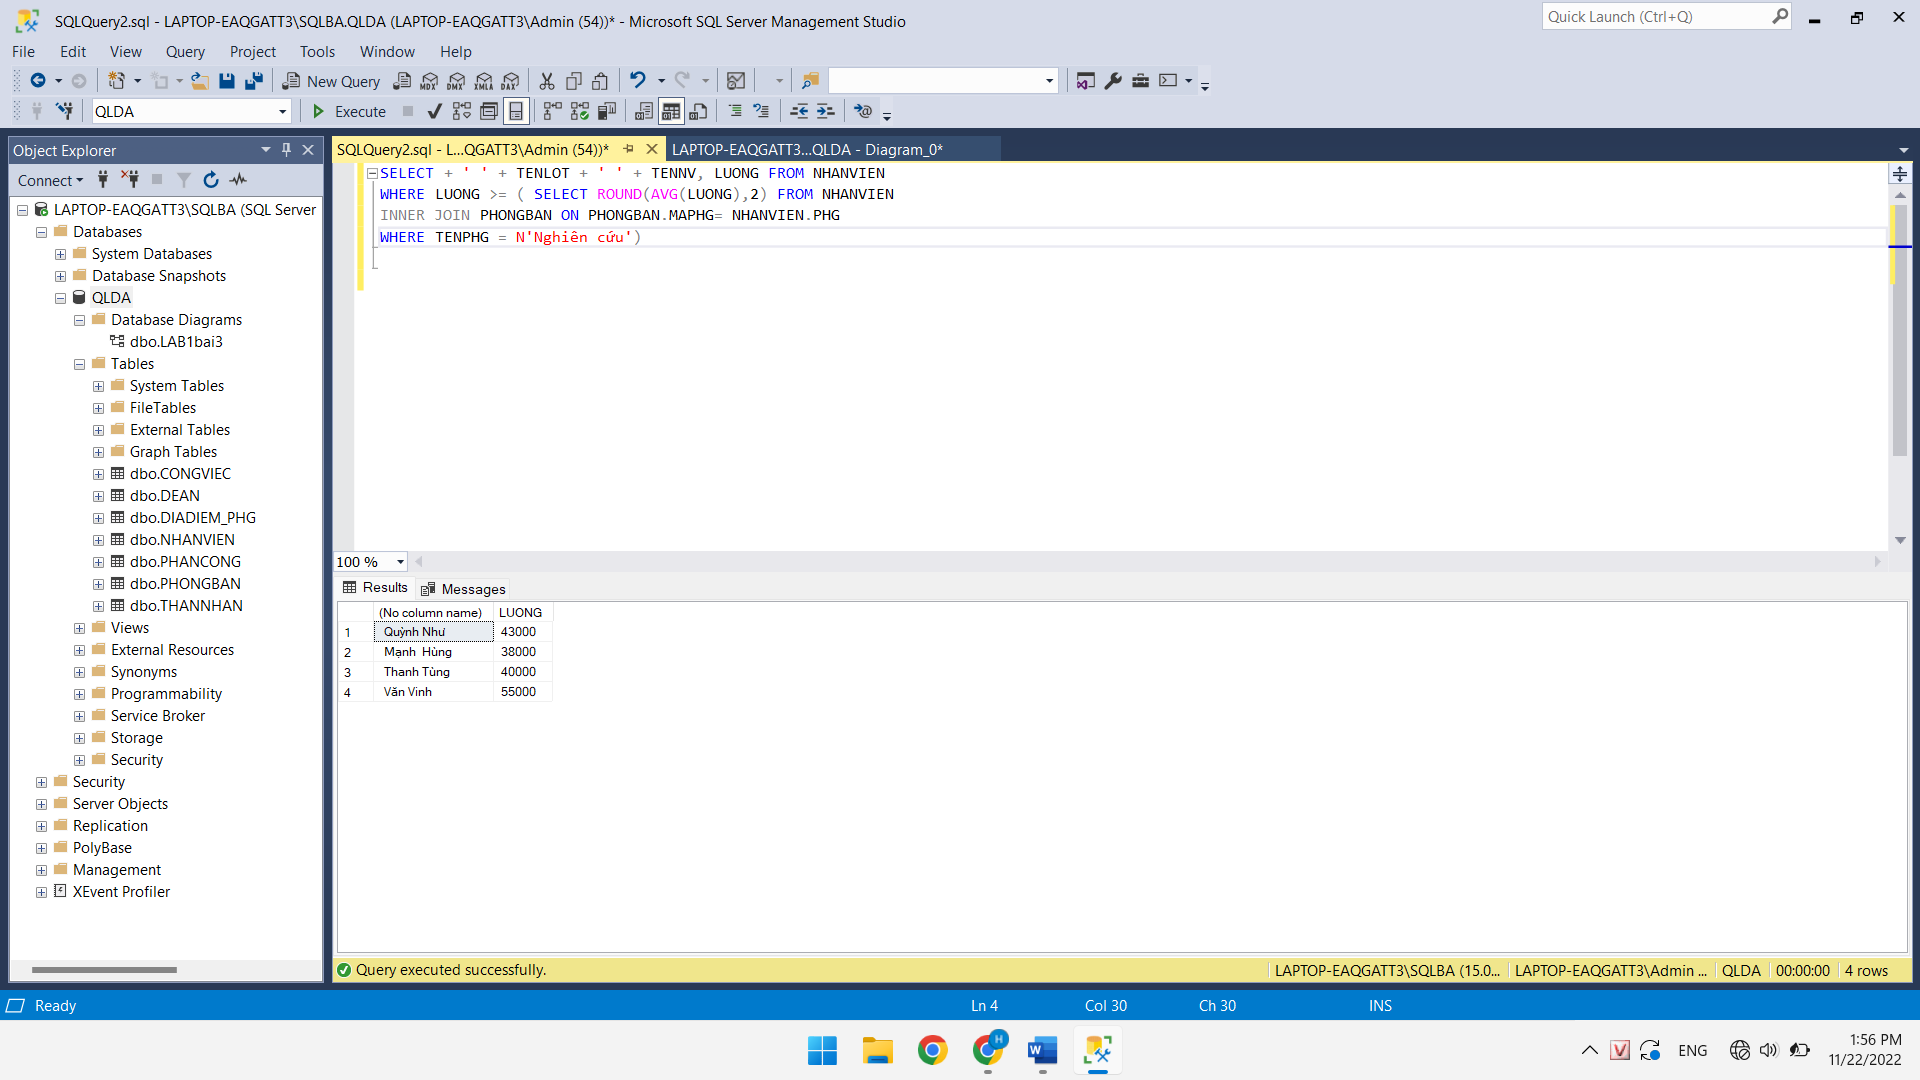 SQLQuery2.sql - LAPTOP-EAQGATT3\SQLBA.QLDA (LAPTOP-EAQGATT3\Admin (54))* - Microsoft SQL Server Management Studio
Quick Launch (Ctrl+Q)
File Edit View Query Project Tools Window Help
New Query MDX DMX XMLA DAX
QLDA Execute
Object Explorer
SQLQuery2.sql - L...QGATT3\Admin (54))*
LAPTOP-EAQGATT3...QLDA - Diagram_0*
Connect
LAPTOP-EAQGATT3\SQLBA (SQL Server
Databases
System Databases
Database Snapshots
QLDA
Database Diagrams
dbo.LAB1bai3
Tables
System Tables
FileTables
External Tables
Graph Tables
dbo.CONGVIEC
dbo.DEAN
dbo.DIADIEM_PHG
dbo.NHANVIEN
dbo.PHANCONG
dbo.PHONGBAN
dbo.THANNHAN
Views
External Resources
Synonyms
Programmability
Service Broker
Storage
Security
Security
Server Objects
Replication
PolyBase
Management
XEvent Profiler
SELECT + ' ' + TENLOT + ' ' + TENNV, LUONG FROM NHANVIEN
WHERE LUONG >= ( SELECT ROUND(AVG(LUONG),2) FROM NHANVIEN
INNER JOIN PHONGBAN ON PHONGBAN.MAPHG= NHANVIEN.PHG
WHERE TENPHG = N'Nghiên cứu')
100 %
Results Messages
(No column name) LUONG
1 Quỳnh Như 43000
2 Mạnh Hùng 38000
3 Thanh Tùng 40000
4 Văn Vinh 55000
Query executed successfully.
LAPTOP-EAQGATT3\SQLBA (15.0... LAPTOP-EAQGATT3\Admin ... QLDA 00:00:00 4 rows
Ready Ln 4 Col 30 Ch 30 INS
H
W
V
ENG
1:56 PM
11/22/2022